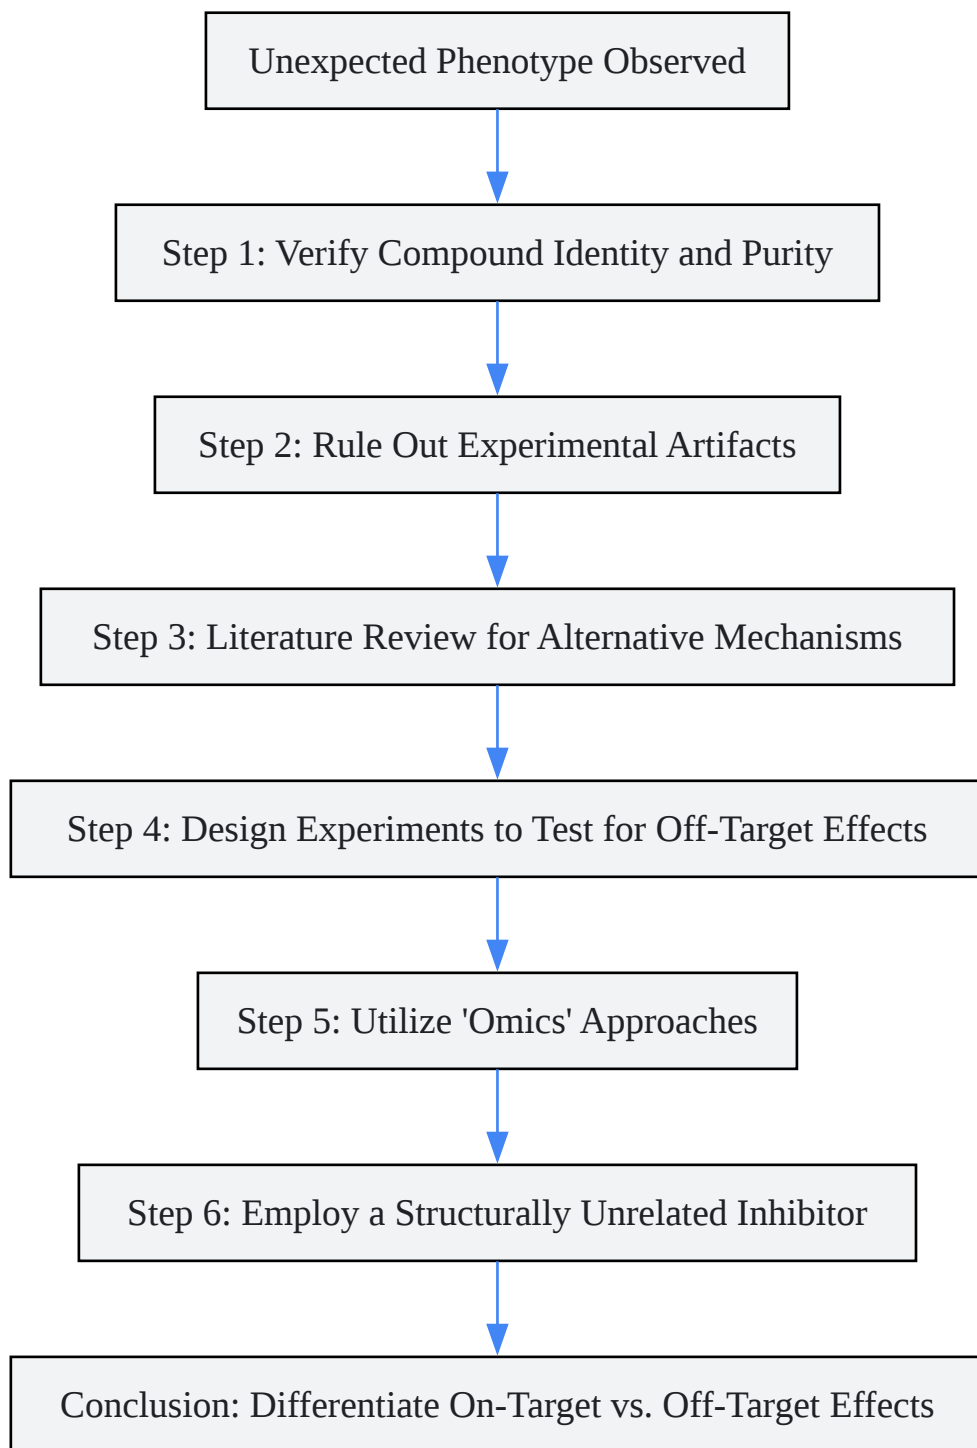 Unexpected Phenotype Observed
Step 1: Verify Compound Identity and Purity
Step 2: Rule Out Experimental Artifacts
Step 3: Literature Review for Alternative Mechanisms
Step 4: Design Experiments to Test for Off-Target Effects
Step 5: Utilize 'Omics' Approaches
Step 6: Employ a Structurally Unrelated Inhibitor
Conclusion: Differentiate On-Target vs. Off-Target Effects